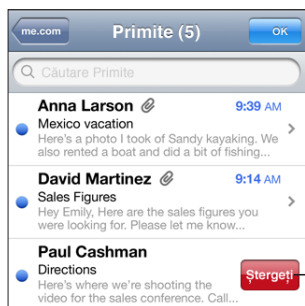 me.com Primite (5) OK
Căutare Primite
Anna Larson 9:39 AM
Mexico vacation
Here's a photo I took of Sandy kayaking. We
also rented a boat and did a bit of fishing...
David Martinez 9:14 AM
Sales Figures
Hey Emily, Here are the sales figures you
were looking for. Please let me know...
Paul Cashman
Directions
Ștergeți
Here's where we're shooting the
video for the sales conference. Call...